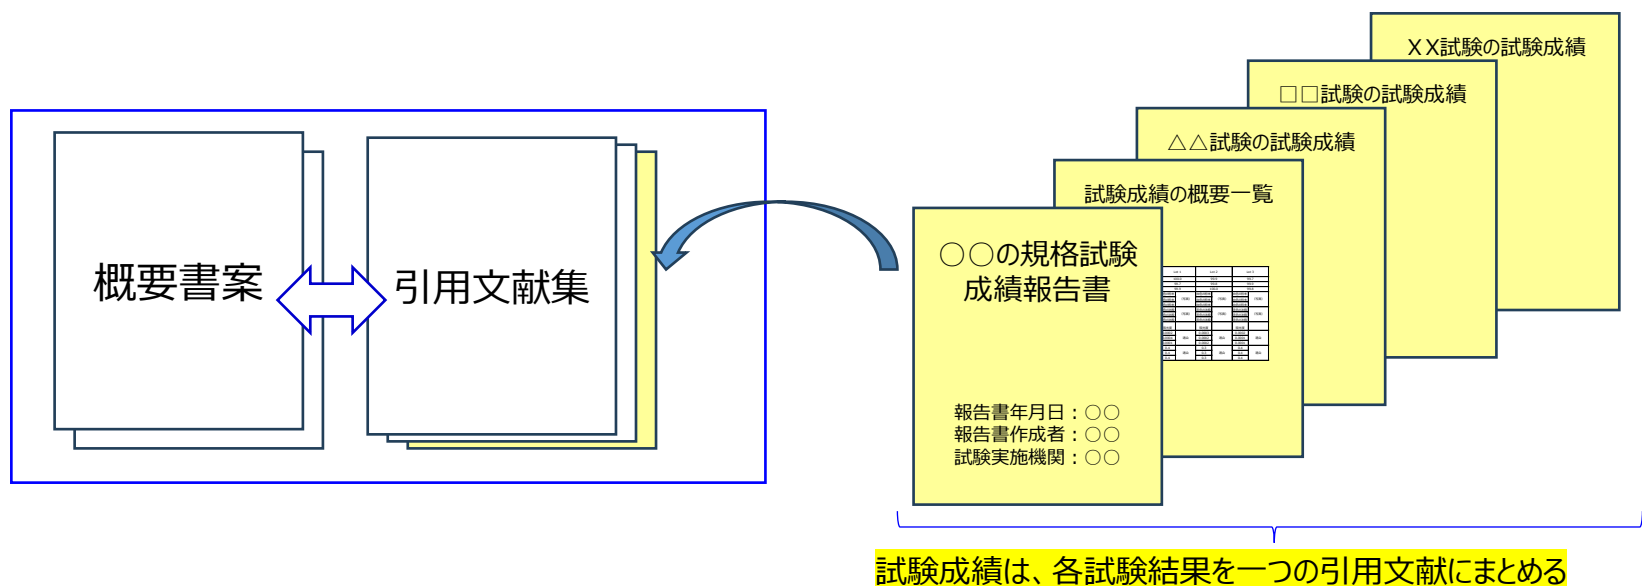 XX試験の試験成績
□□試験の試験成績
△△試験の試験成績
試験成績の概要一覧
○○の規格試験
成績報告書
報告書年月日：○○
報告書作成者：○○
試験実施機関：○○
概要書案
引用文献集
試験成績は、各試験結果を一つの引用文献にまとめる